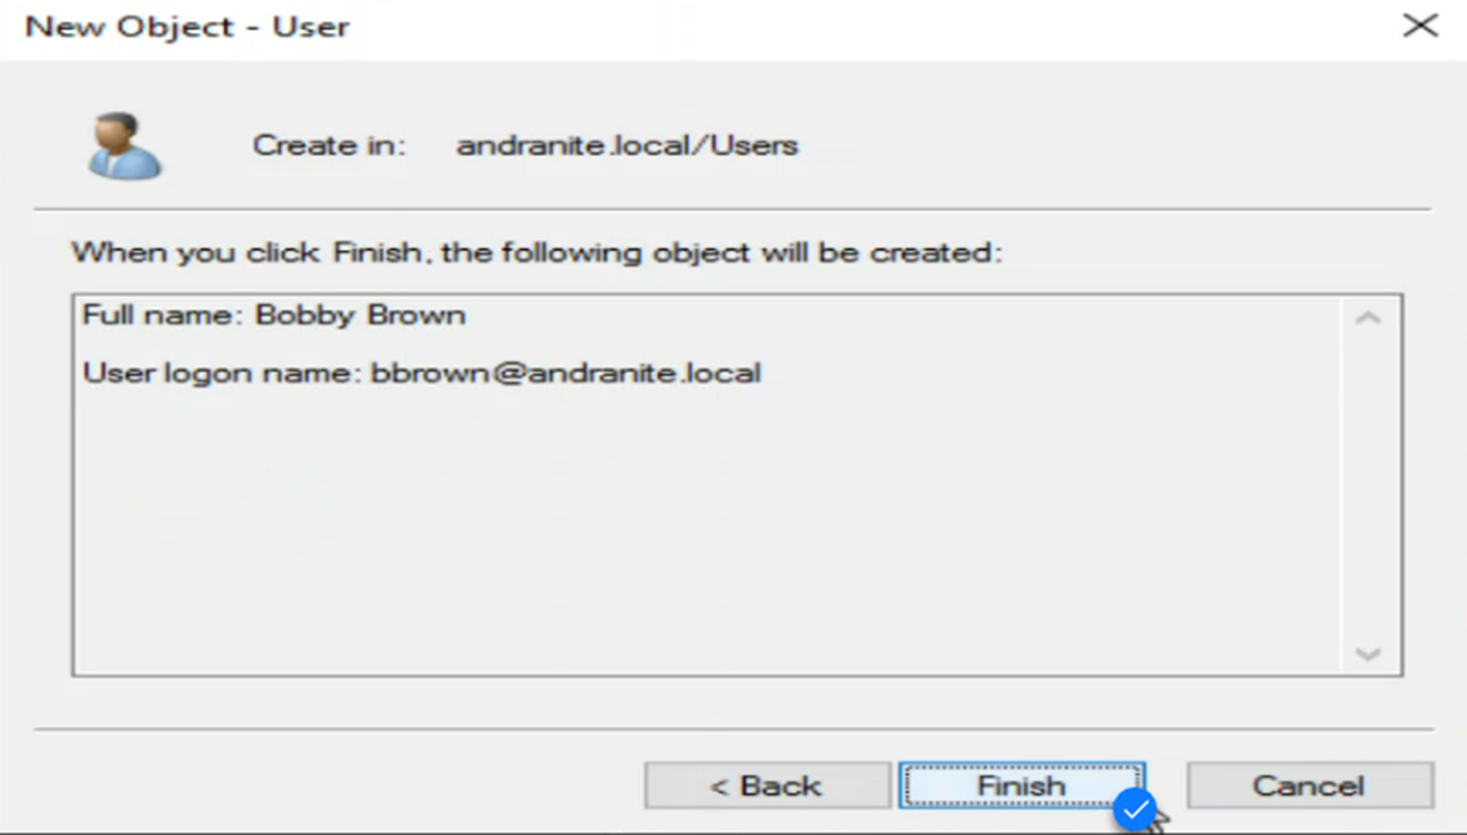 New Object - User
Create in: andranite.local/Users
When you click Finish, the following object will be created:
Full name: Bobby Brown
User logon name: bbrown@andranite.local
< Back Finish Cancel